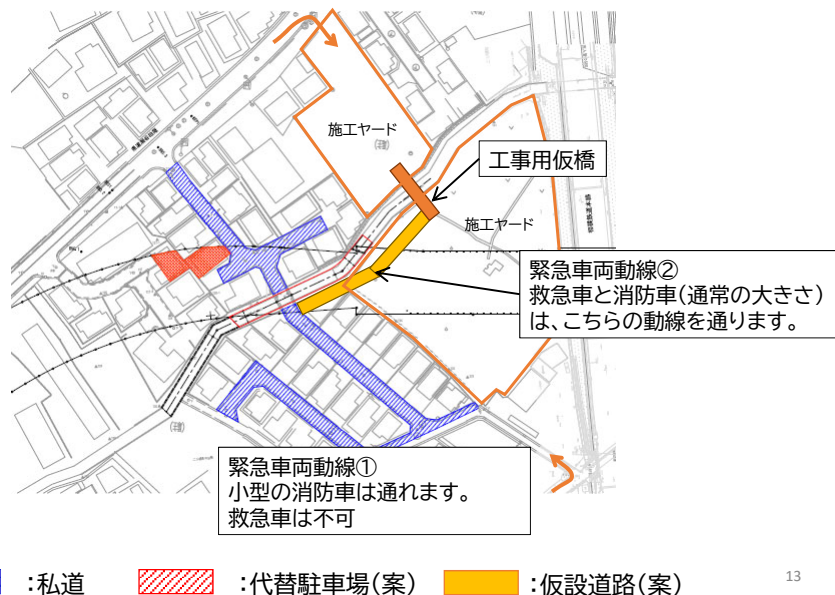 施工ヤード
工事用仮橋
施工ヤード
緊急車両動線②
救急車と消防車(通常の大きさ)
は、こちらの動線を通ります。
緊急車両動線①
小型の消防車は通れます。
救急車は不可
:私道
:代替駐車場(案)
:仮設道路(案)
13